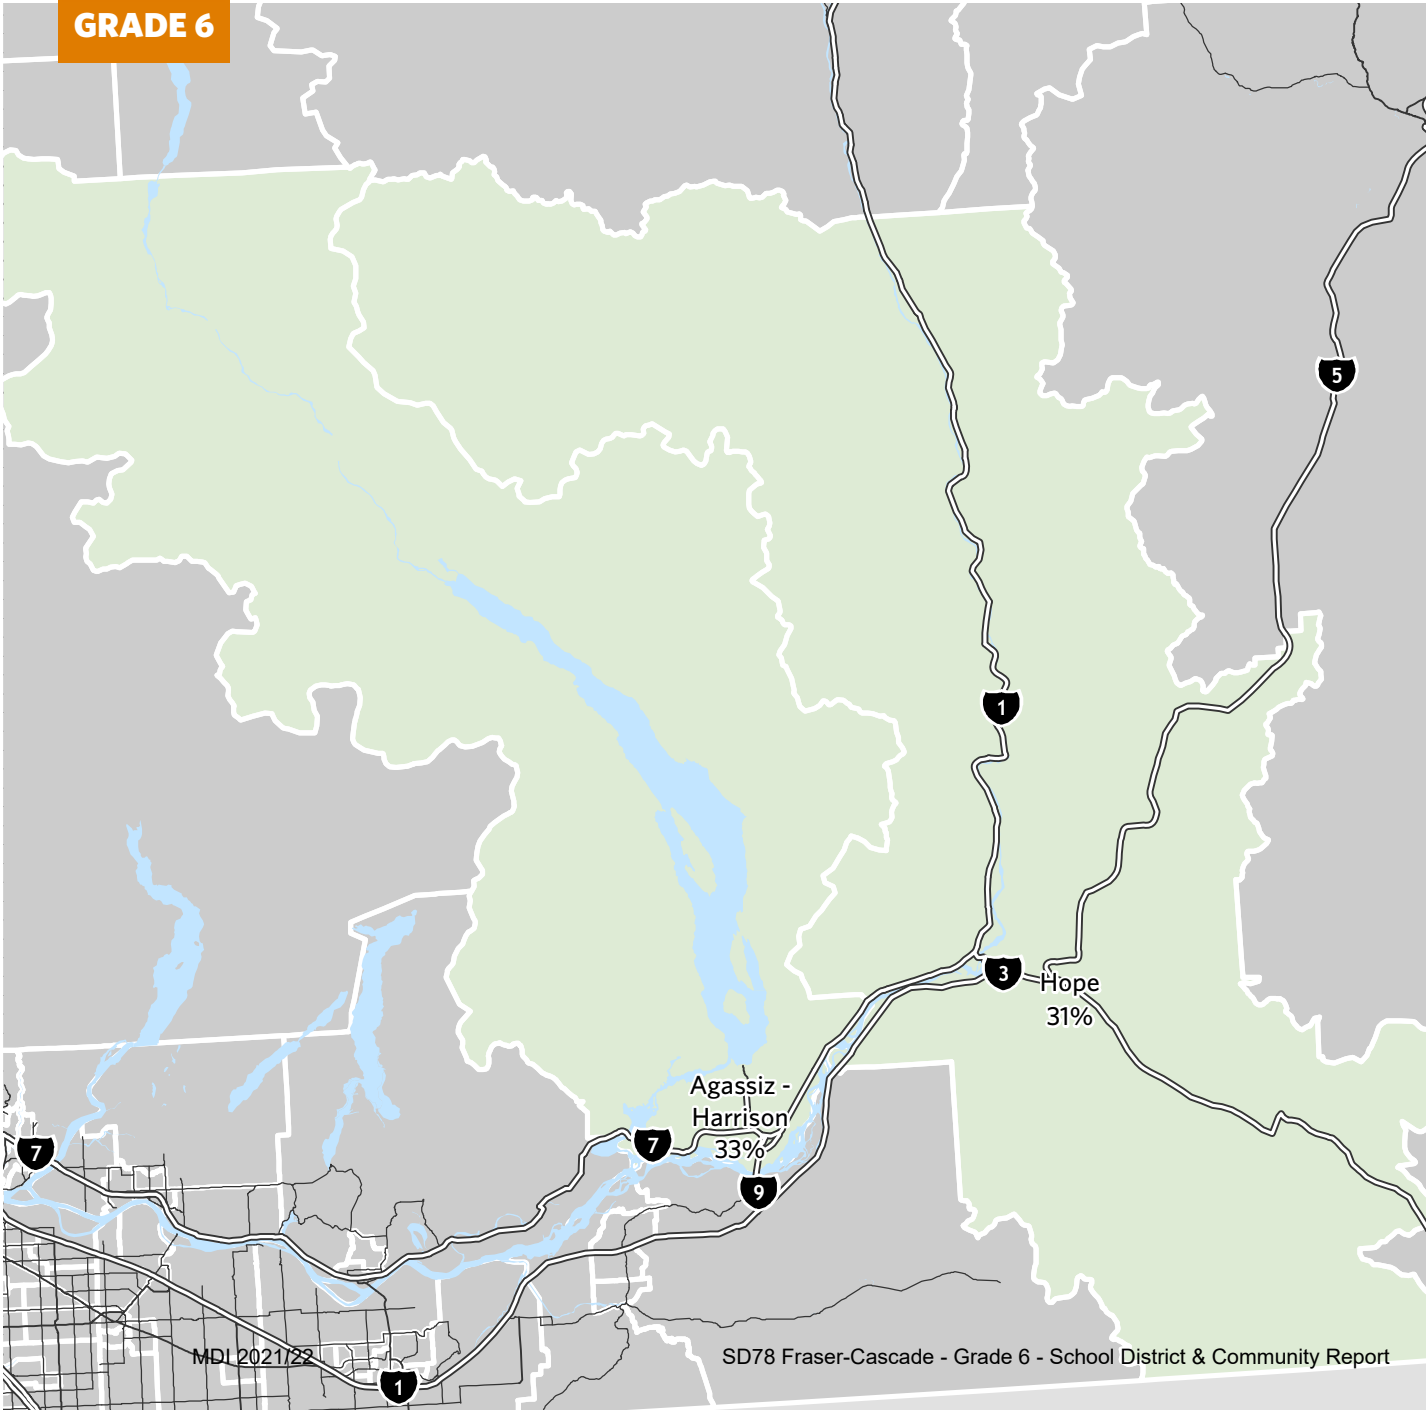 GRADE 6
5
1
3
Hope
31%
Agassiz -
Harrison
33%
7
7
9
MDI 2021/22
SD78 Fraser-Cascade - Grade 6 - School District & Community Report
1